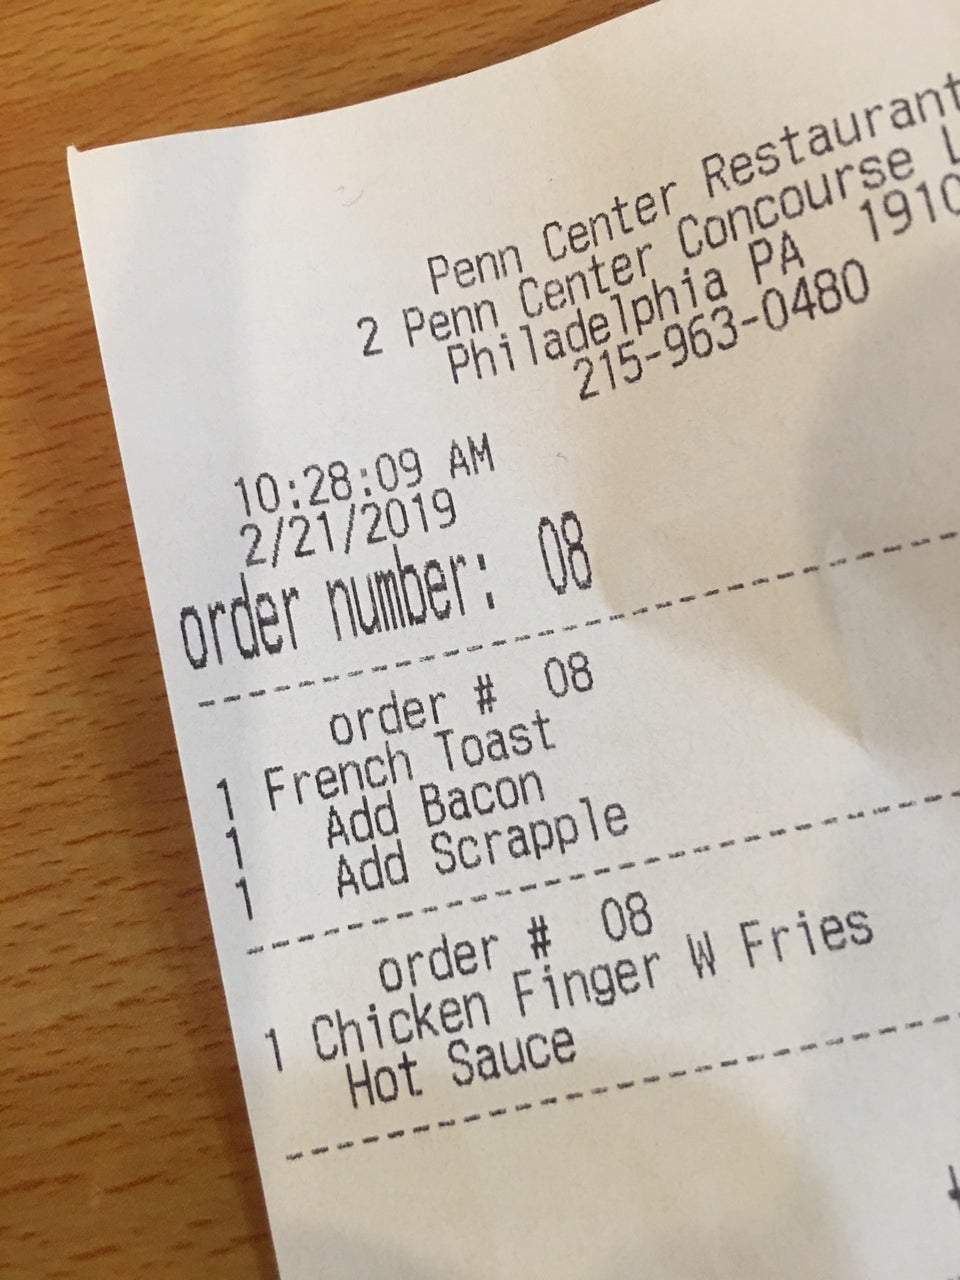 Penn Center Restaurant
2 Penn Center Concourse L
Philadelphia PA 1910
215-963-0480
10:28:09 AM
2/21/2019
order number: 08
order # 08
1 French Toast
1 Add Bacon
1 Add Scrapple
order # 08
1 Chicken Finger W Fries
Hot Sauce